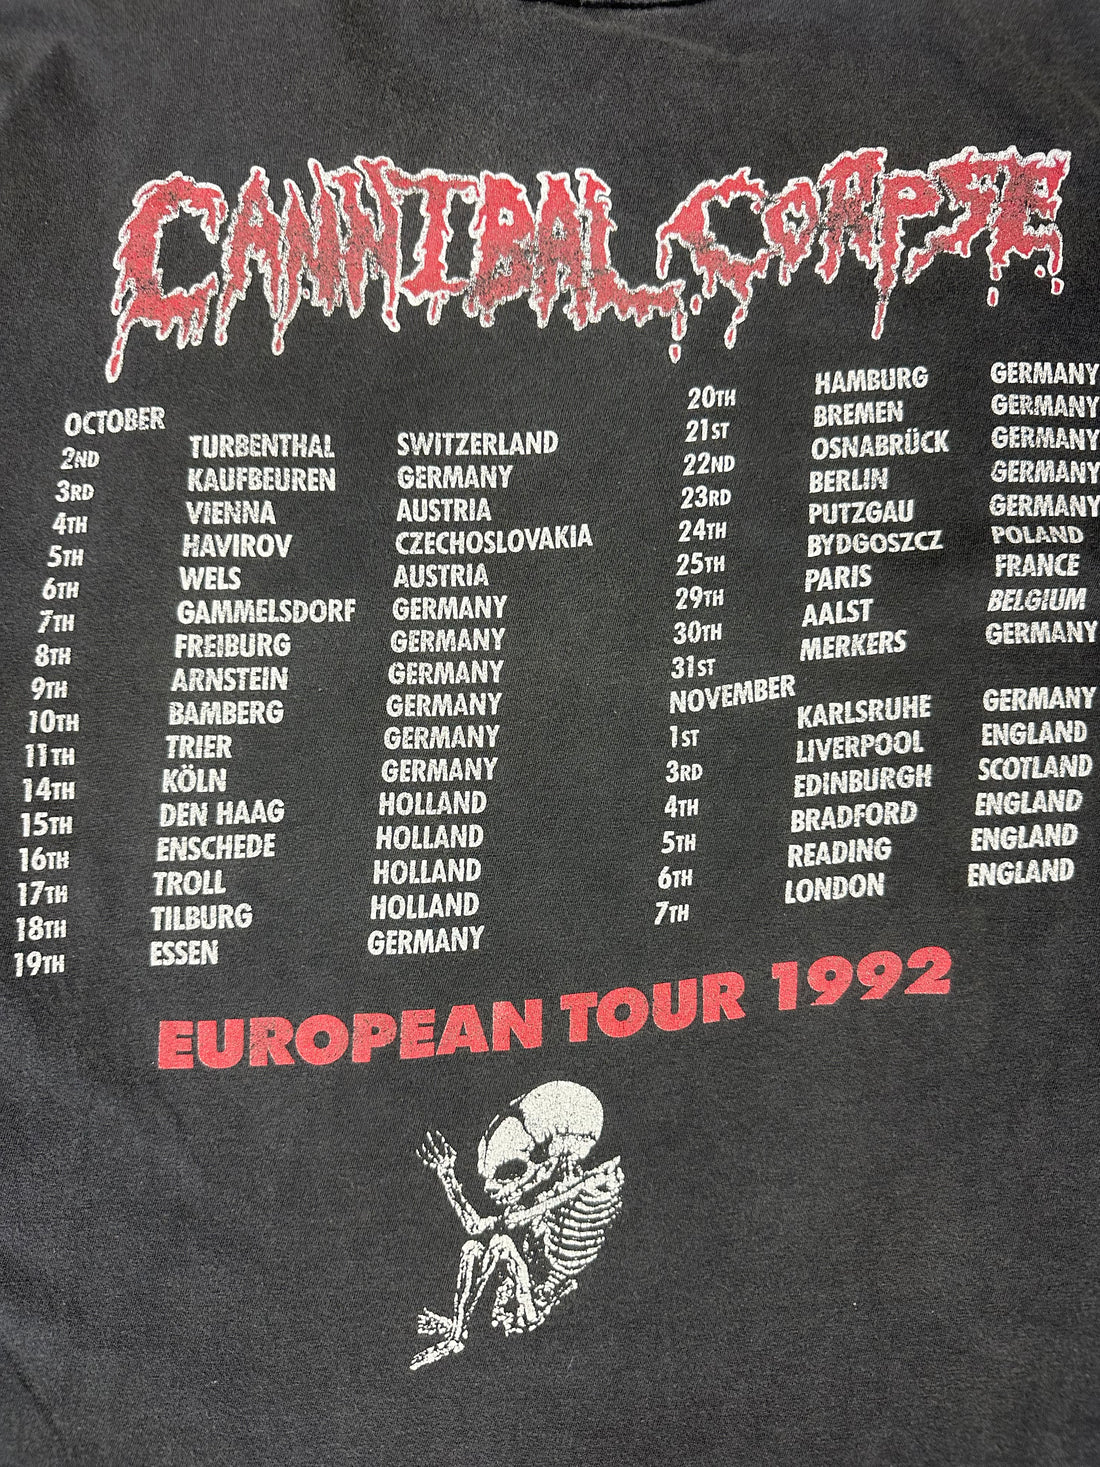 CANNIBAL CORPSE
OCTOBER
2ND TURBENTHAL SWITZERLAND
3RD KAUFBEUREN GERMANY
4TH VIENNA AUSTRIA
5TH HAVIROV CZECHOSLOVAKIA
6TH WELS AUSTRIA
7TH GAMMELSDORF GERMANY
8TH FREIBURG GERMANY
9TH ARNSTEIN GERMANY
10TH BAMBERG GERMANY
11TH TRIER GERMANY
14TH KÖLN GERMANY
15TH DEN HAAG HOLLAND
16TH ENSCHEDE HOLLAND
17TH TROLL HOLLAND
18TH TILBURG HOLLAND
19TH ESSEN GERMANY
20TH HAMBURG GERMANY
21ST BREMEN GERMANY
22ND OSNABRÜCK GERMANY
23RD BERLIN GERMANY
24TH PUTZGAU GERMANY
25TH BYDGOSZCZ POLAND
29TH PARIS FRANCE
30TH AALST BELGIUM
31ST MERKERS GERMANY
NOVEMBER
1ST KARLSRUHE GERMANY
3RD LIVERPOOL ENGLAND
4TH EDINBURGH SCOTLAND
5TH BRADFORD ENGLAND
6TH READING ENGLAND
7TH LONDON ENGLAND
EUROPEAN TOUR 1992